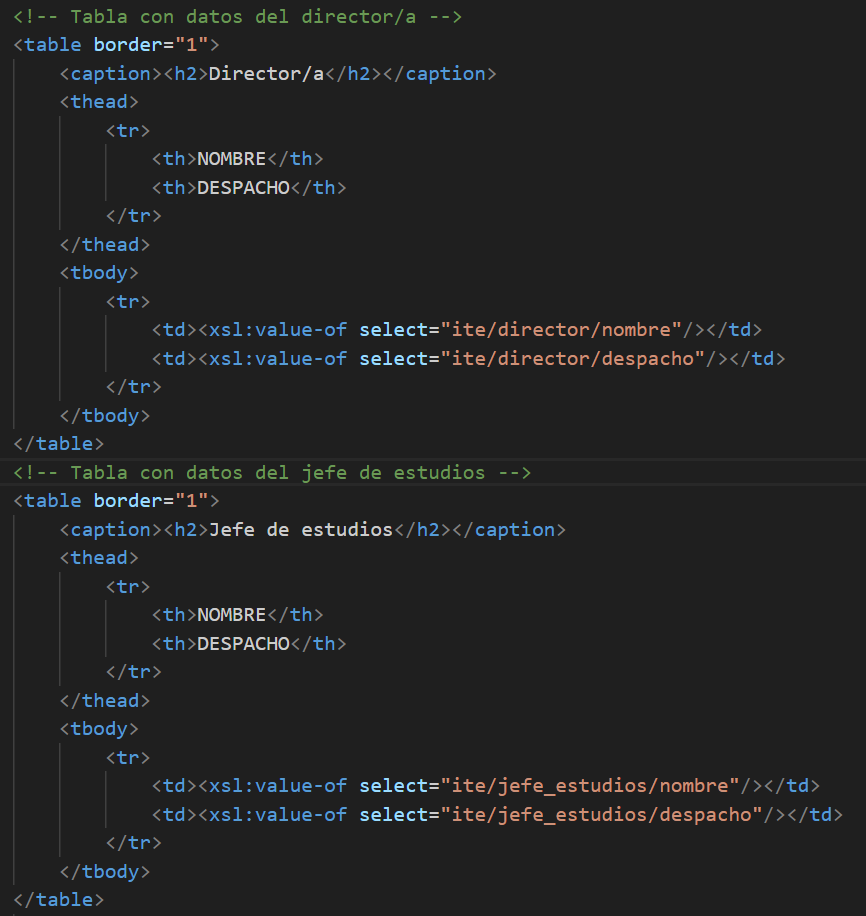 <!-- Tabla con datos del director/a -->
<table border="1">
    <caption><h2>Director/a</h2></caption>
    <thead>
        <tr>
            <th>NOMBRE</th>
            <th>DESPACHO</th>
        </tr>
    </thead>
    <tbody>
        <tr>
            <td><xsl:value-of select="ite/director/nombre"/></td>
            <td><xsl:value-of select="ite/director/despacho"/></td>
        </tr>
    </tbody>
</table>
<!-- Tabla con datos del jefe de estudios -->
<table border="1">
    <caption><h2>Jefe de estudios</h2></caption>
    <thead>
        <tr>
            <th>NOMBRE</th>
            <th>DESPACHO</th>
        </tr>
    </thead>
    <tbody>
        <tr>
            <td><xsl:value-of select="ite/jefe_estudios/nombre"/></td>
            <td><xsl:value-of select="ite/jefe_estudios/despacho"/></td>
        </tr>
    </tbody>
</table>